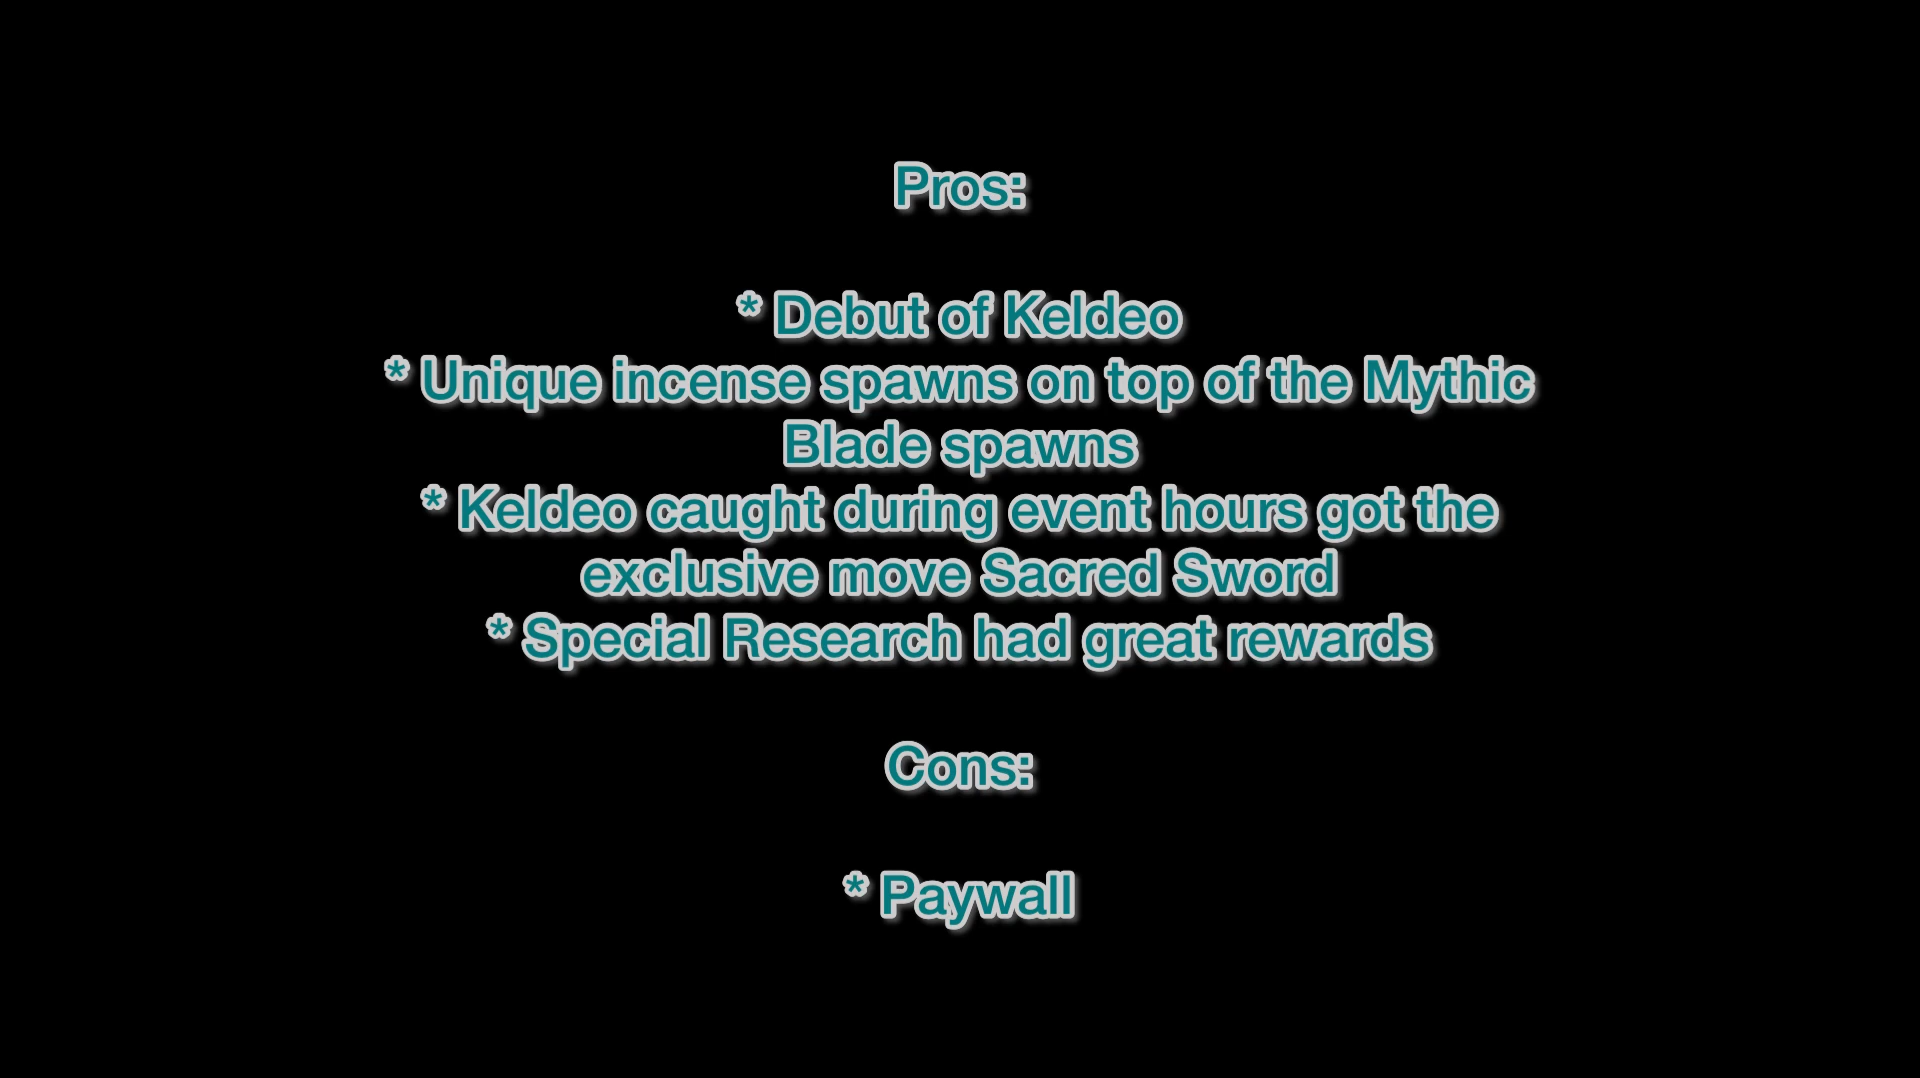 Pros:
* Debut of Keldeo
* Unique incense spawns on top of the Mythic
Blade spawns
* Keldeo caught during event hours got the
exclusive move Sacred Sword
* Special Research had great rewards
Cons:
* Paywall